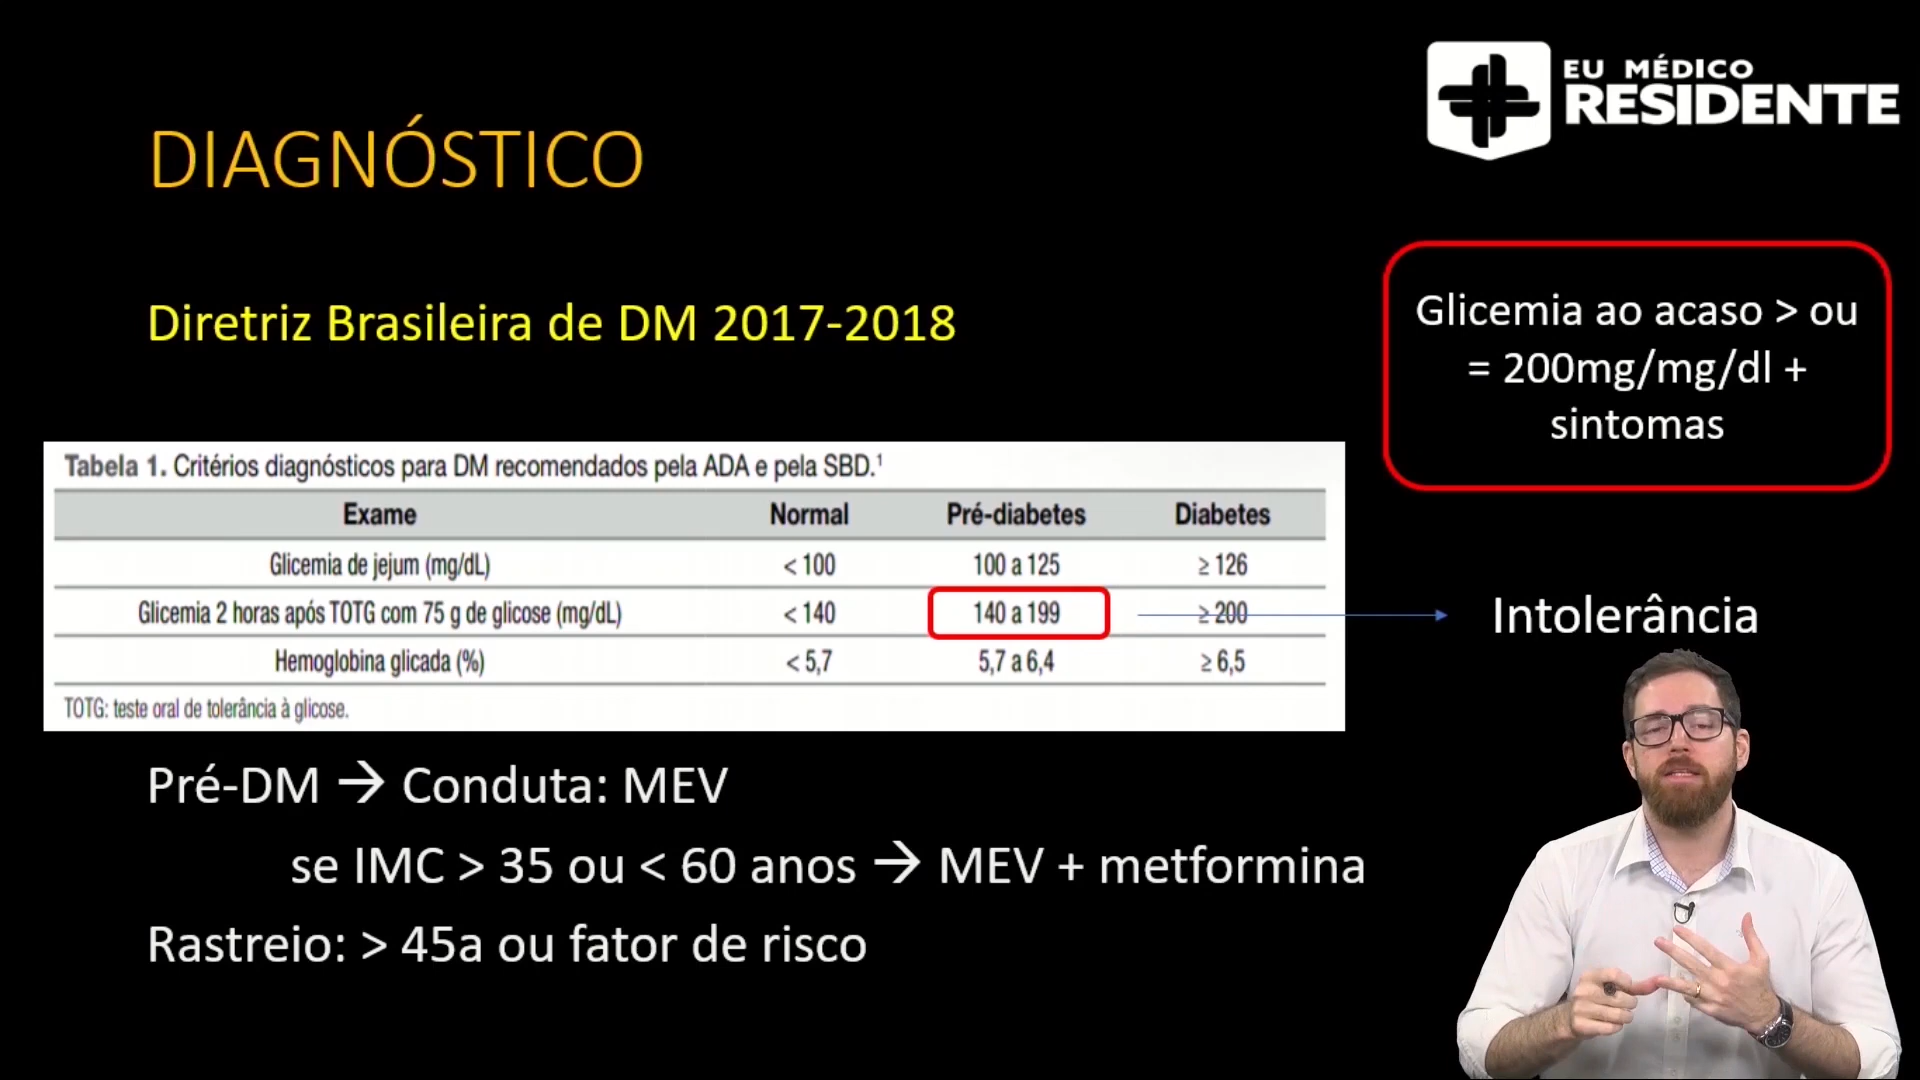 EU MÉDICO
RESIDENTE
DIAGNÓSTICO
Diretriz Brasileira de DM 2017-2018
Glicemia ao acaso > ou
= 200mg/mg/dl +
sintomas
Tabela 1. Critérios diagnósticos para DM recomendados pela ADA e pela SBD.¹
Exame Normal Pré-diabetes Diabetes
Glicemia de jejum (mg/dL) < 100 100 a 125 ≥ 126
Glicemia 2 horas após TOTG com 75 g de glicose (mg/dL) < 140 140 a 199 ≥ 200
Intolerância
Hemoglobina glicada (%) < 5,7 5,7 a 6,4 ≥ 6,5
TOTG: teste oral de tolerância à glicose.
Pré-DM → Conduta: MEV
se IMC > 35 ou < 60 anos → MEV + metformina
Rastreio: > 45a ou fator de risco